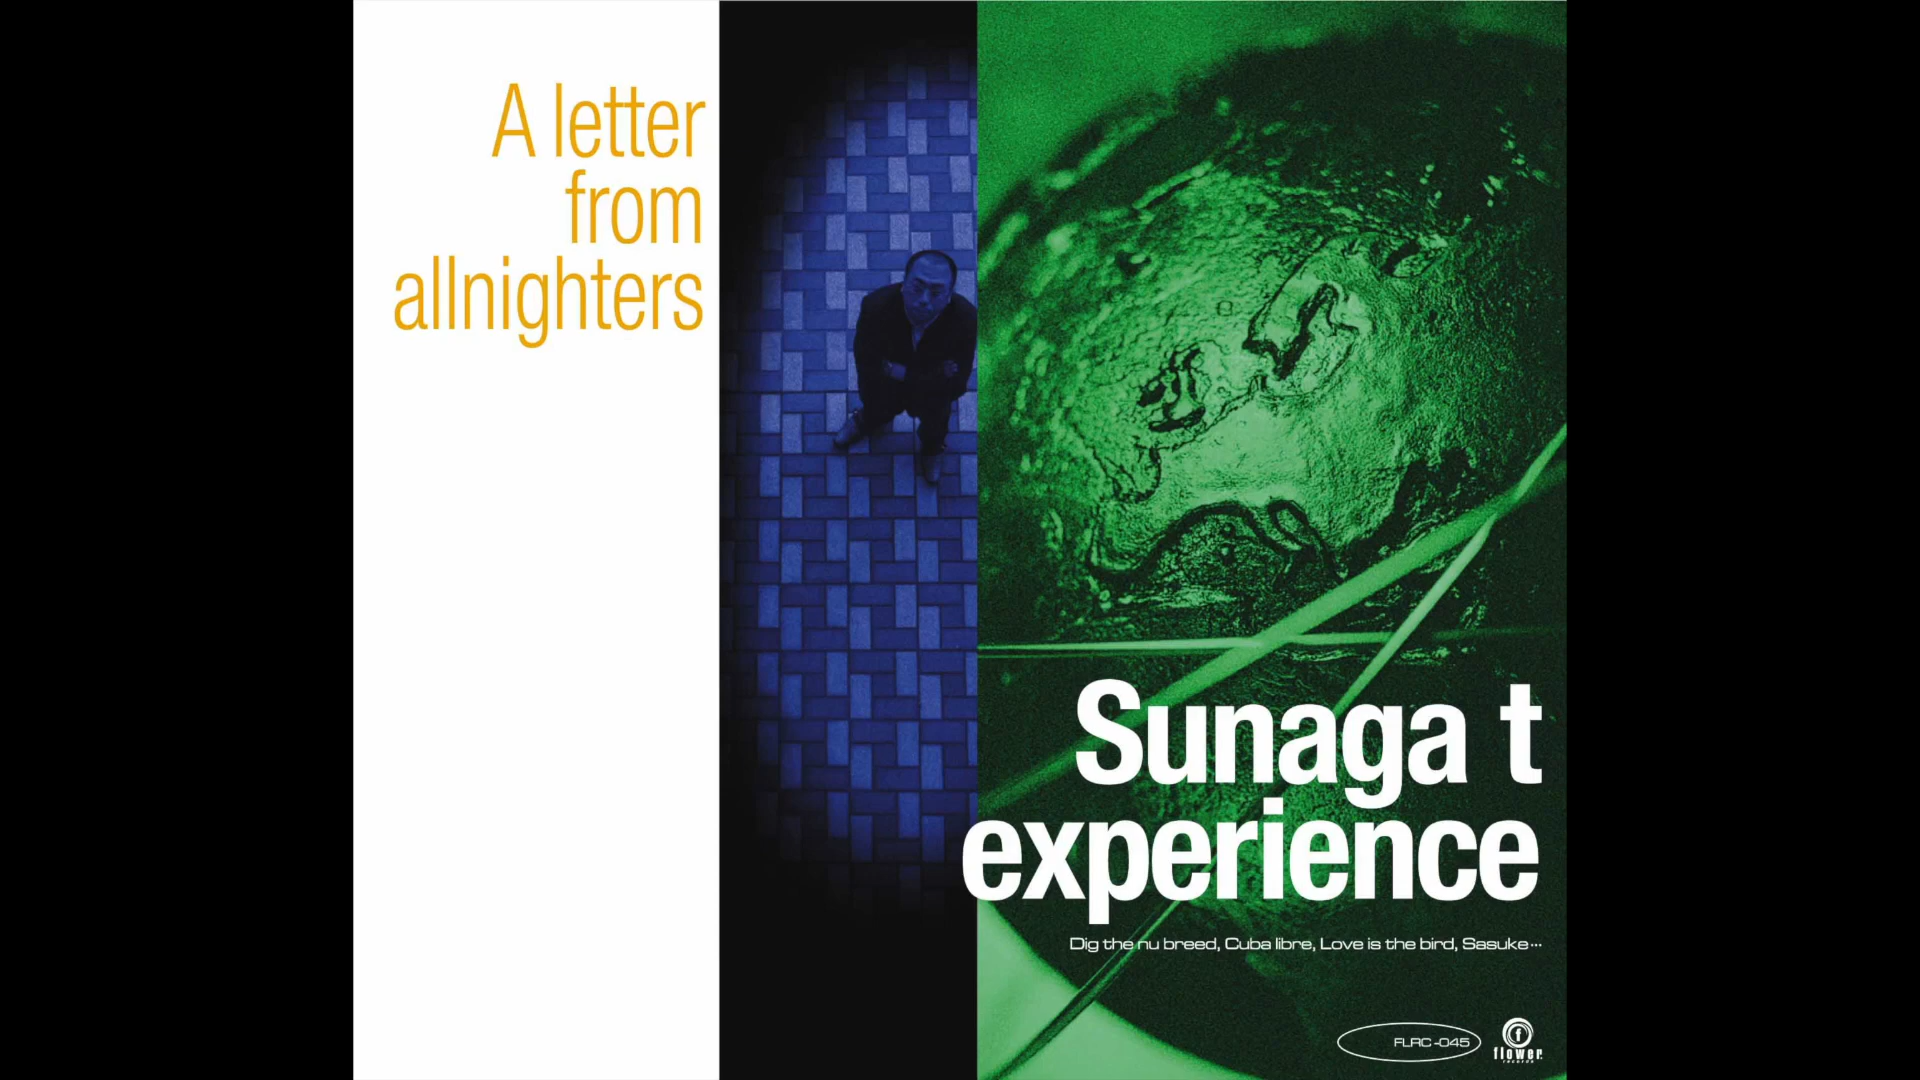 A letter
from
allnighters
Sunaga t
experience
Dig the nu breed, Cuba libre, Love is the bird, Sasuke…
FLRC-045
f
flower
records